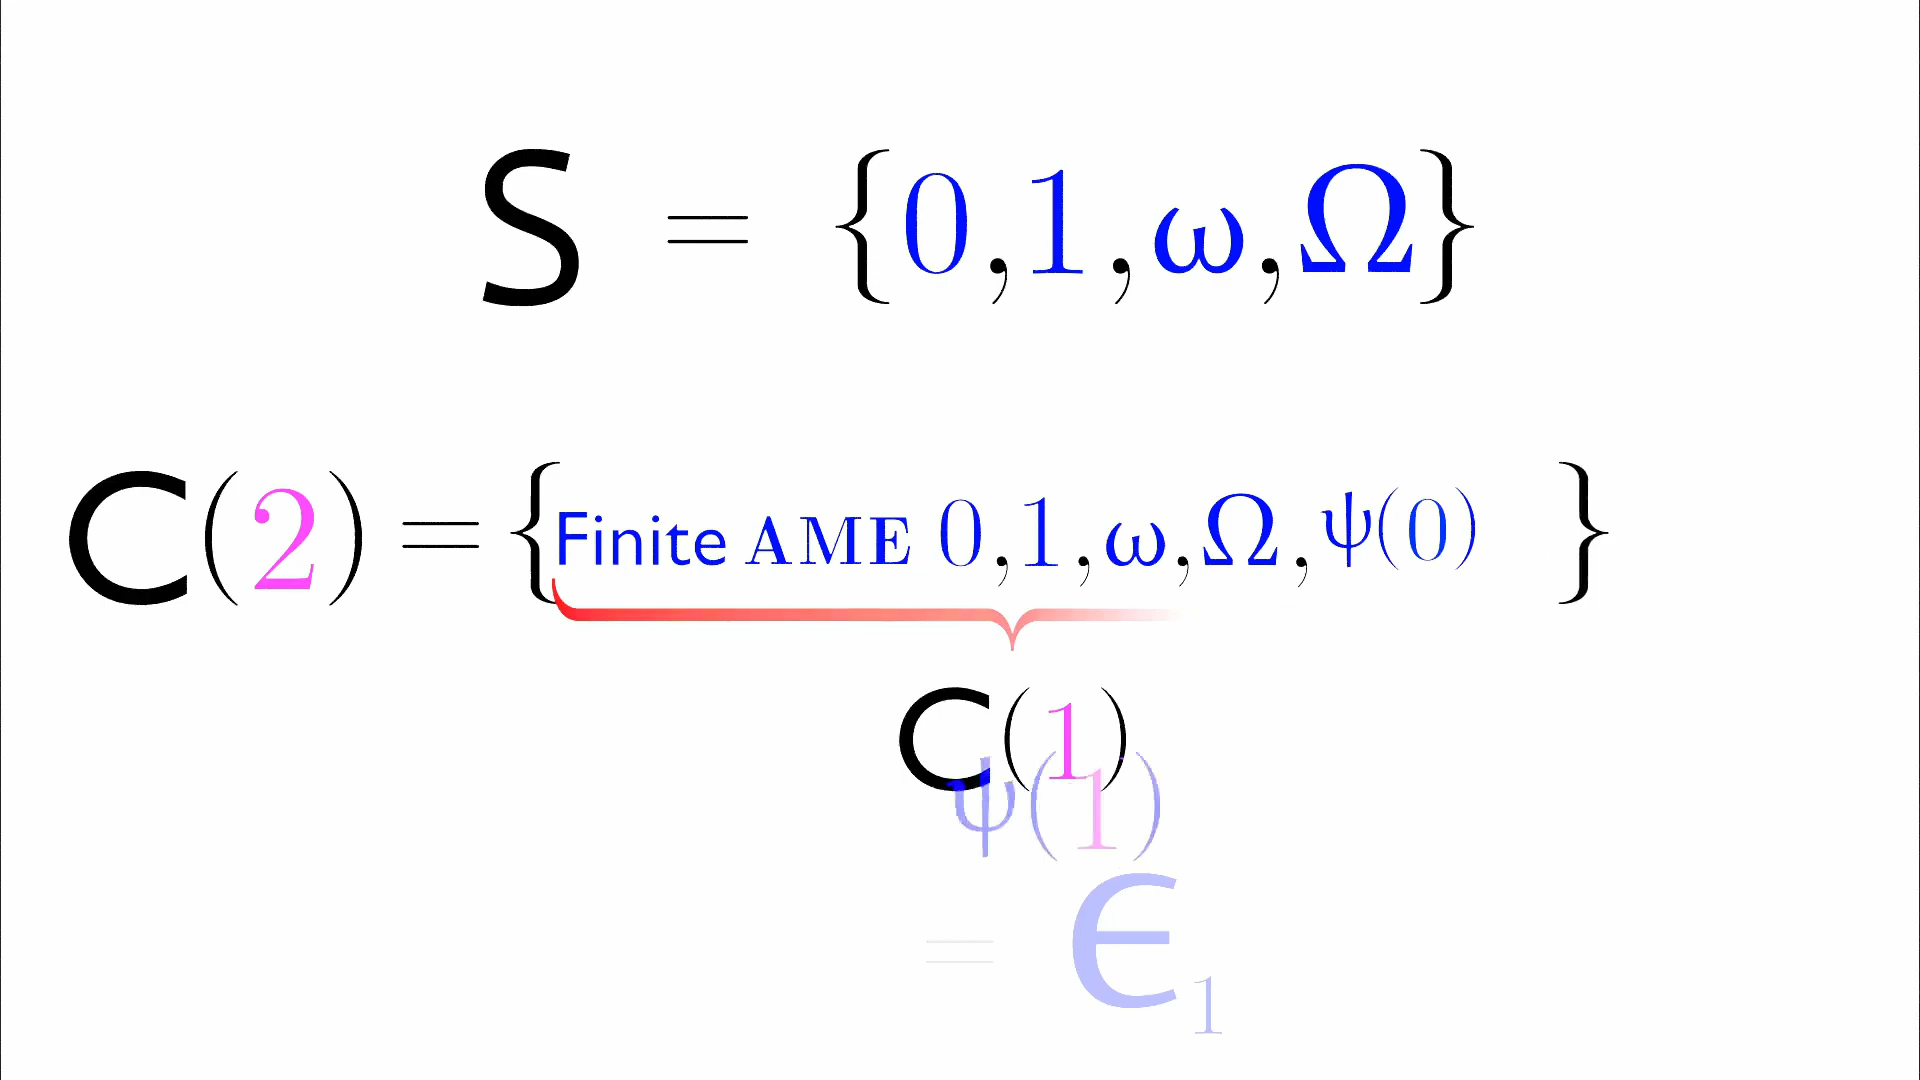 S = {0,1,ω,Ω}
C(2) = {Finite AME 0,1,ω,Ω,ψ(0) }
C(1)
ψ(1)
= ϵ₁